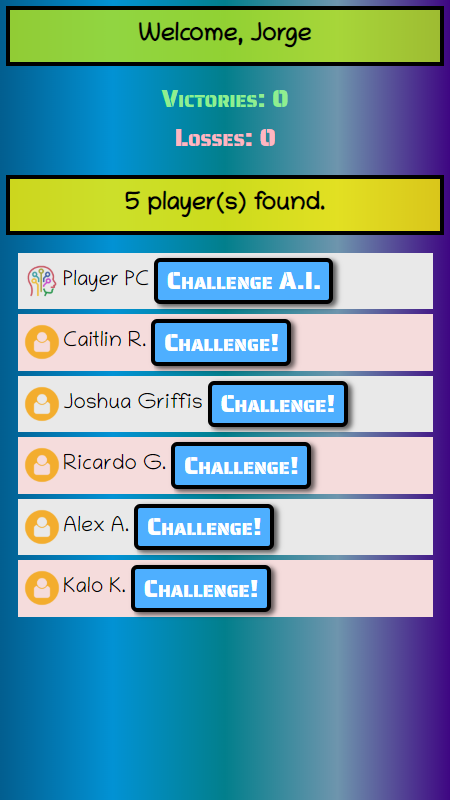 Welcome, Jorge
Victories: 0
Losses: 0
5 player(s) found.
Player PC Challenge A.I.
Caitlin R. Challenge!
Joshua Griffis Challenge!
Ricardo G. Challenge!
Alex A. Challenge!
Kalo K. Challenge!